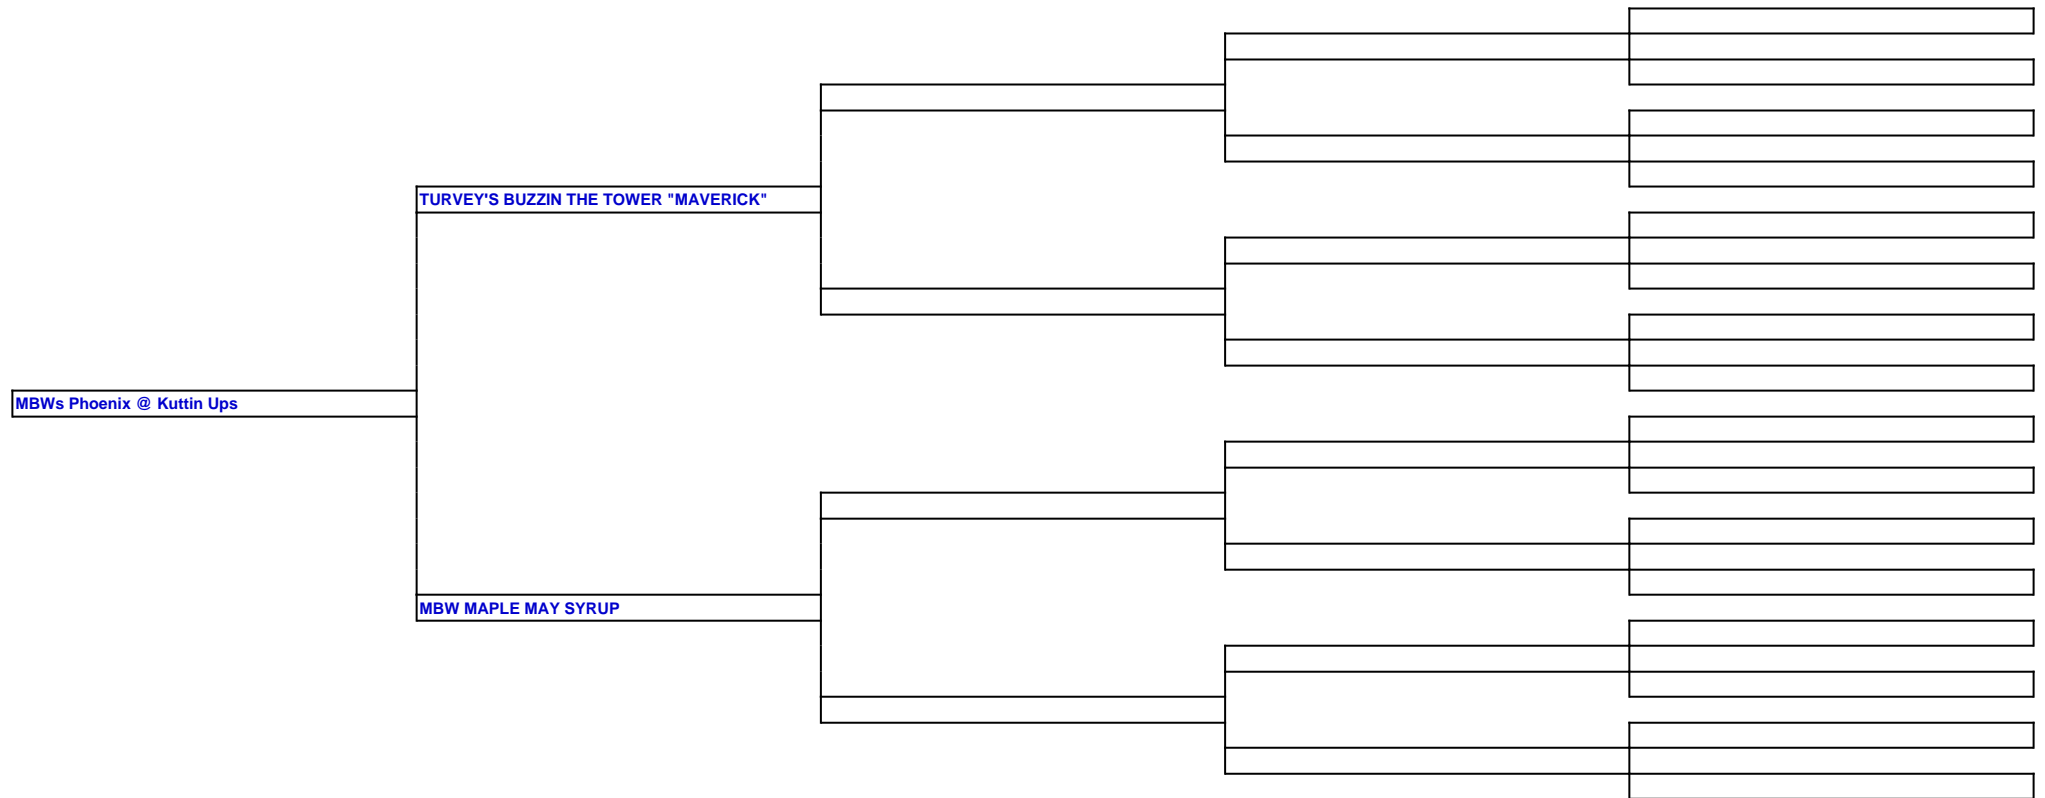 TURVEY'S BUZZIN THE TOWER "MAVERICK"
MBWs Phoenix @ Kuttin Ups
MBW MAPLE MAY SYRUP